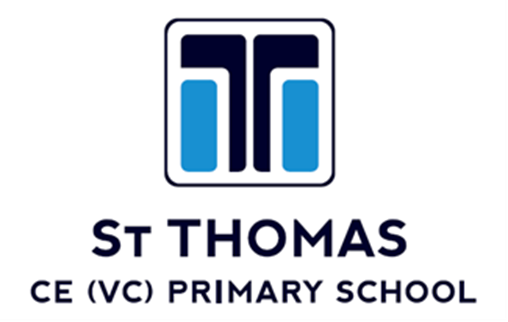 ST THOMAS
CE (VC) PRIMARY SCHOOL